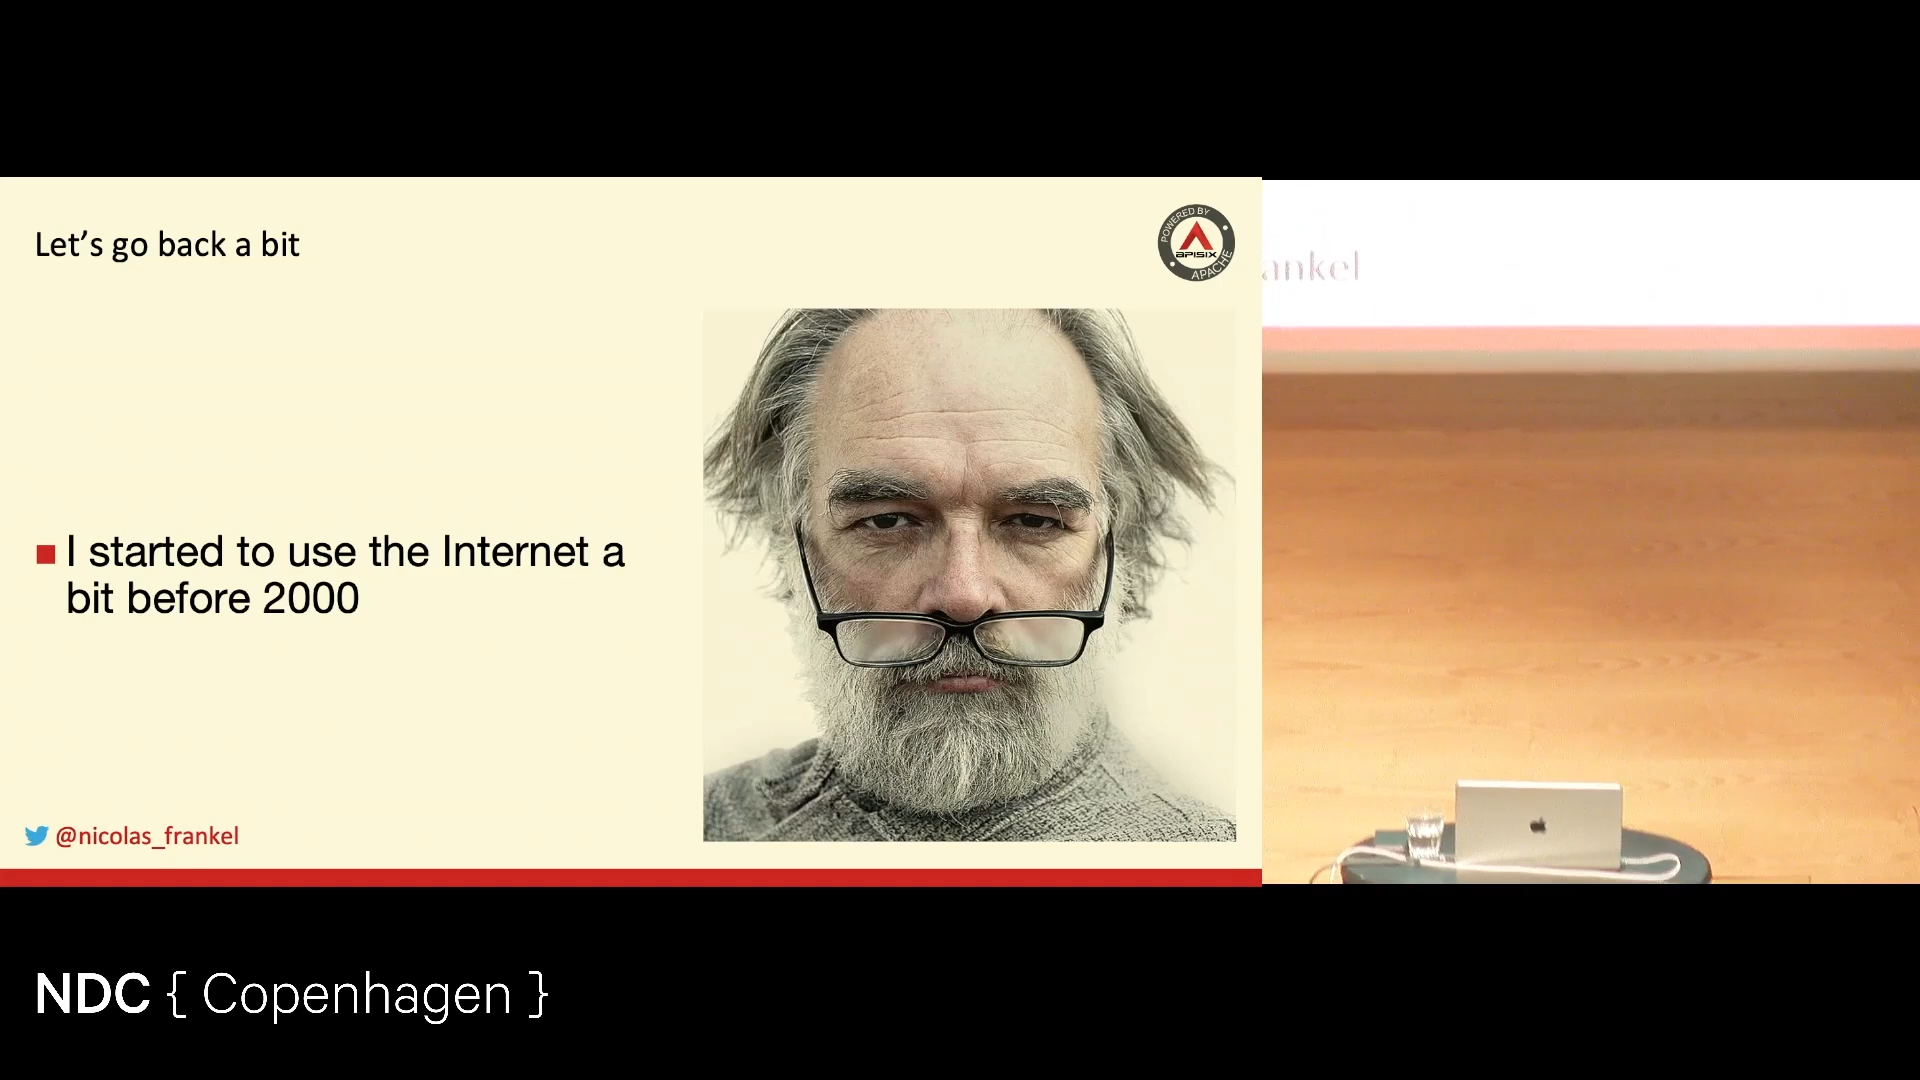 Let's go back a bit
POWERED BY
APISIX
APACHE
ankel
■ I started to use the Internet a
bit before 2000
@nicolas_frankel
NDC { Copenhagen }